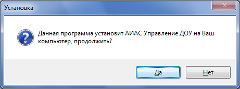 Установка
Данная программа установит АИАС Управление ДОУ на Ваш
компьютер, продолжить?
Да
Нет